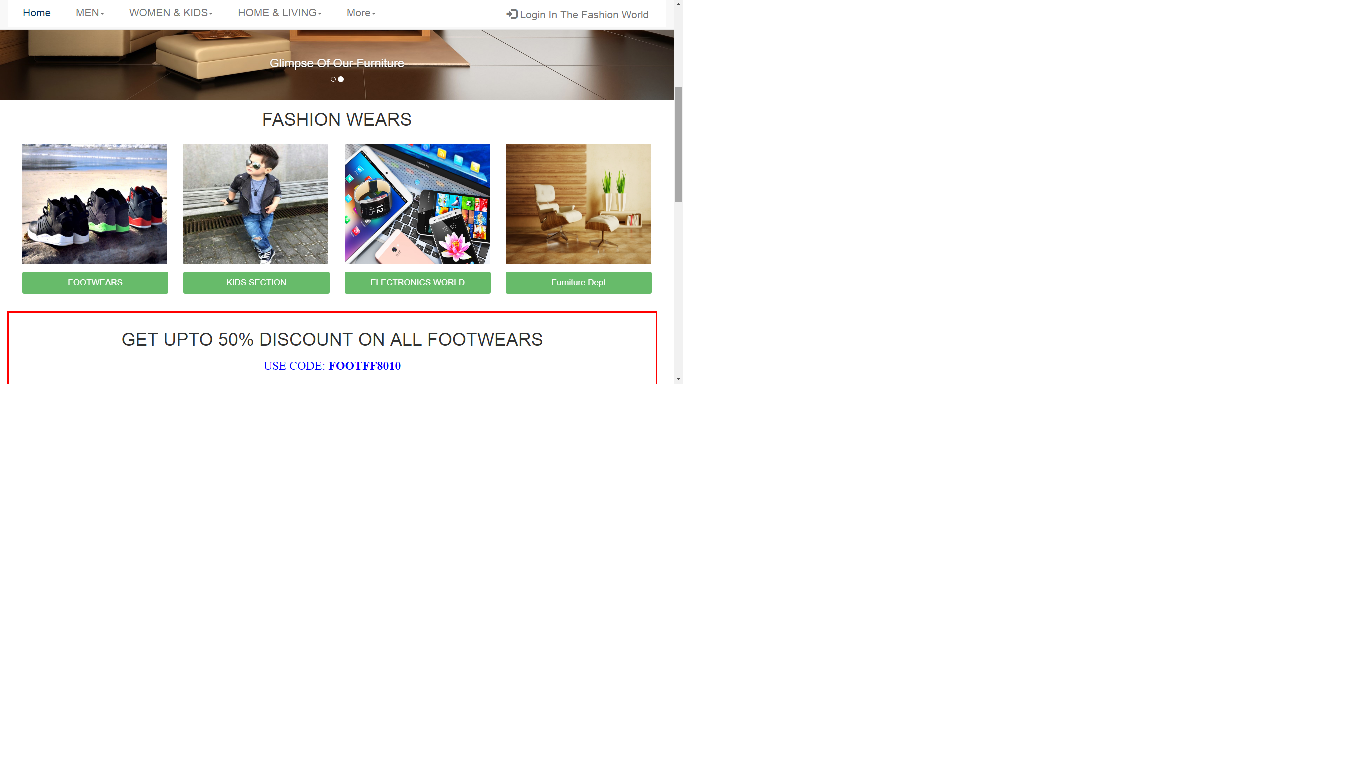 Home MEN WOMEN & KIDS HOME & LIVING More Login In The Fashion World
Glimpse Of Our Furniture
FASHION WEARS
FOOTWEARS KIDS SECTION ELECTRONICS WORLD Furniture Dept
GET UPTO 50% DISCOUNT ON ALL FOOTWEARS
USE CODE: FOOTFF8010